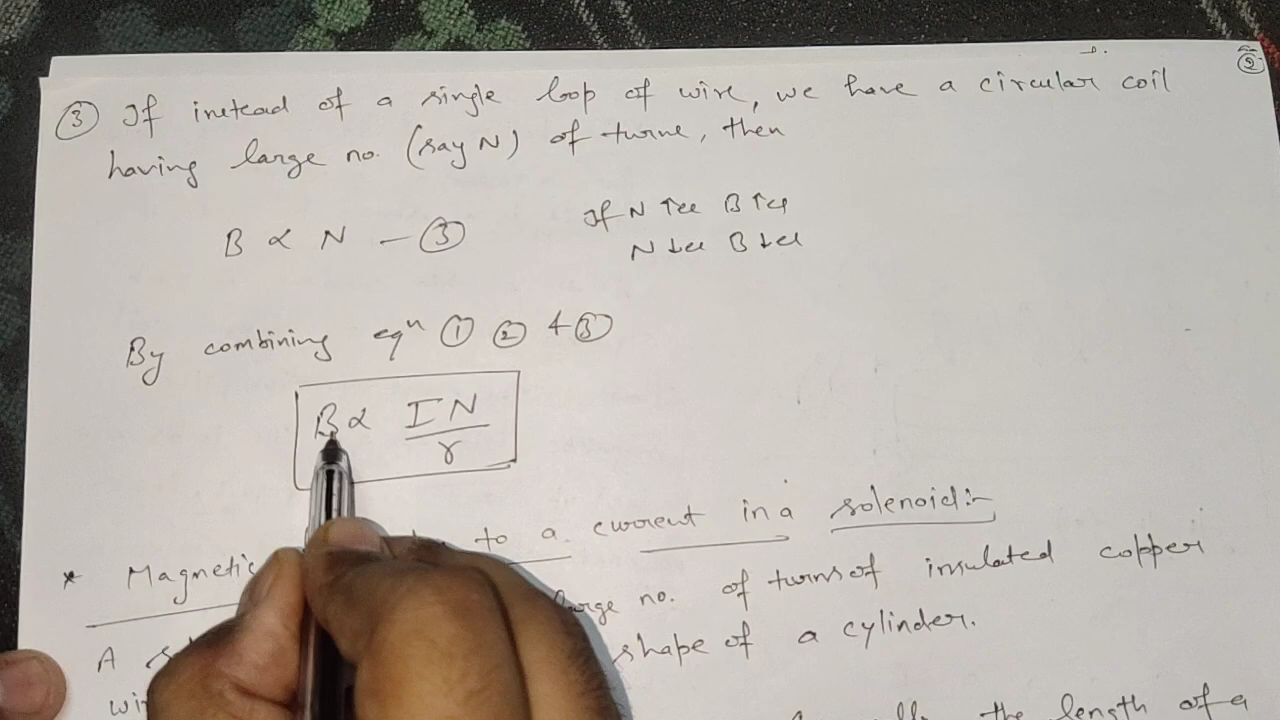 ②
③ If instead of a single loop of wire, we have a circular coil
having large no. (say N) of turns, then
B ∝ N — ③
If N ↑es B ↑es
N ↓es B ↓es
By combining eqⁿ ① ② & ③
B ∝ IN/r
* Magnetic to a current in a solenoid:-
A large no. of turns of insulated copper
shape of a cylinder.
the length of a